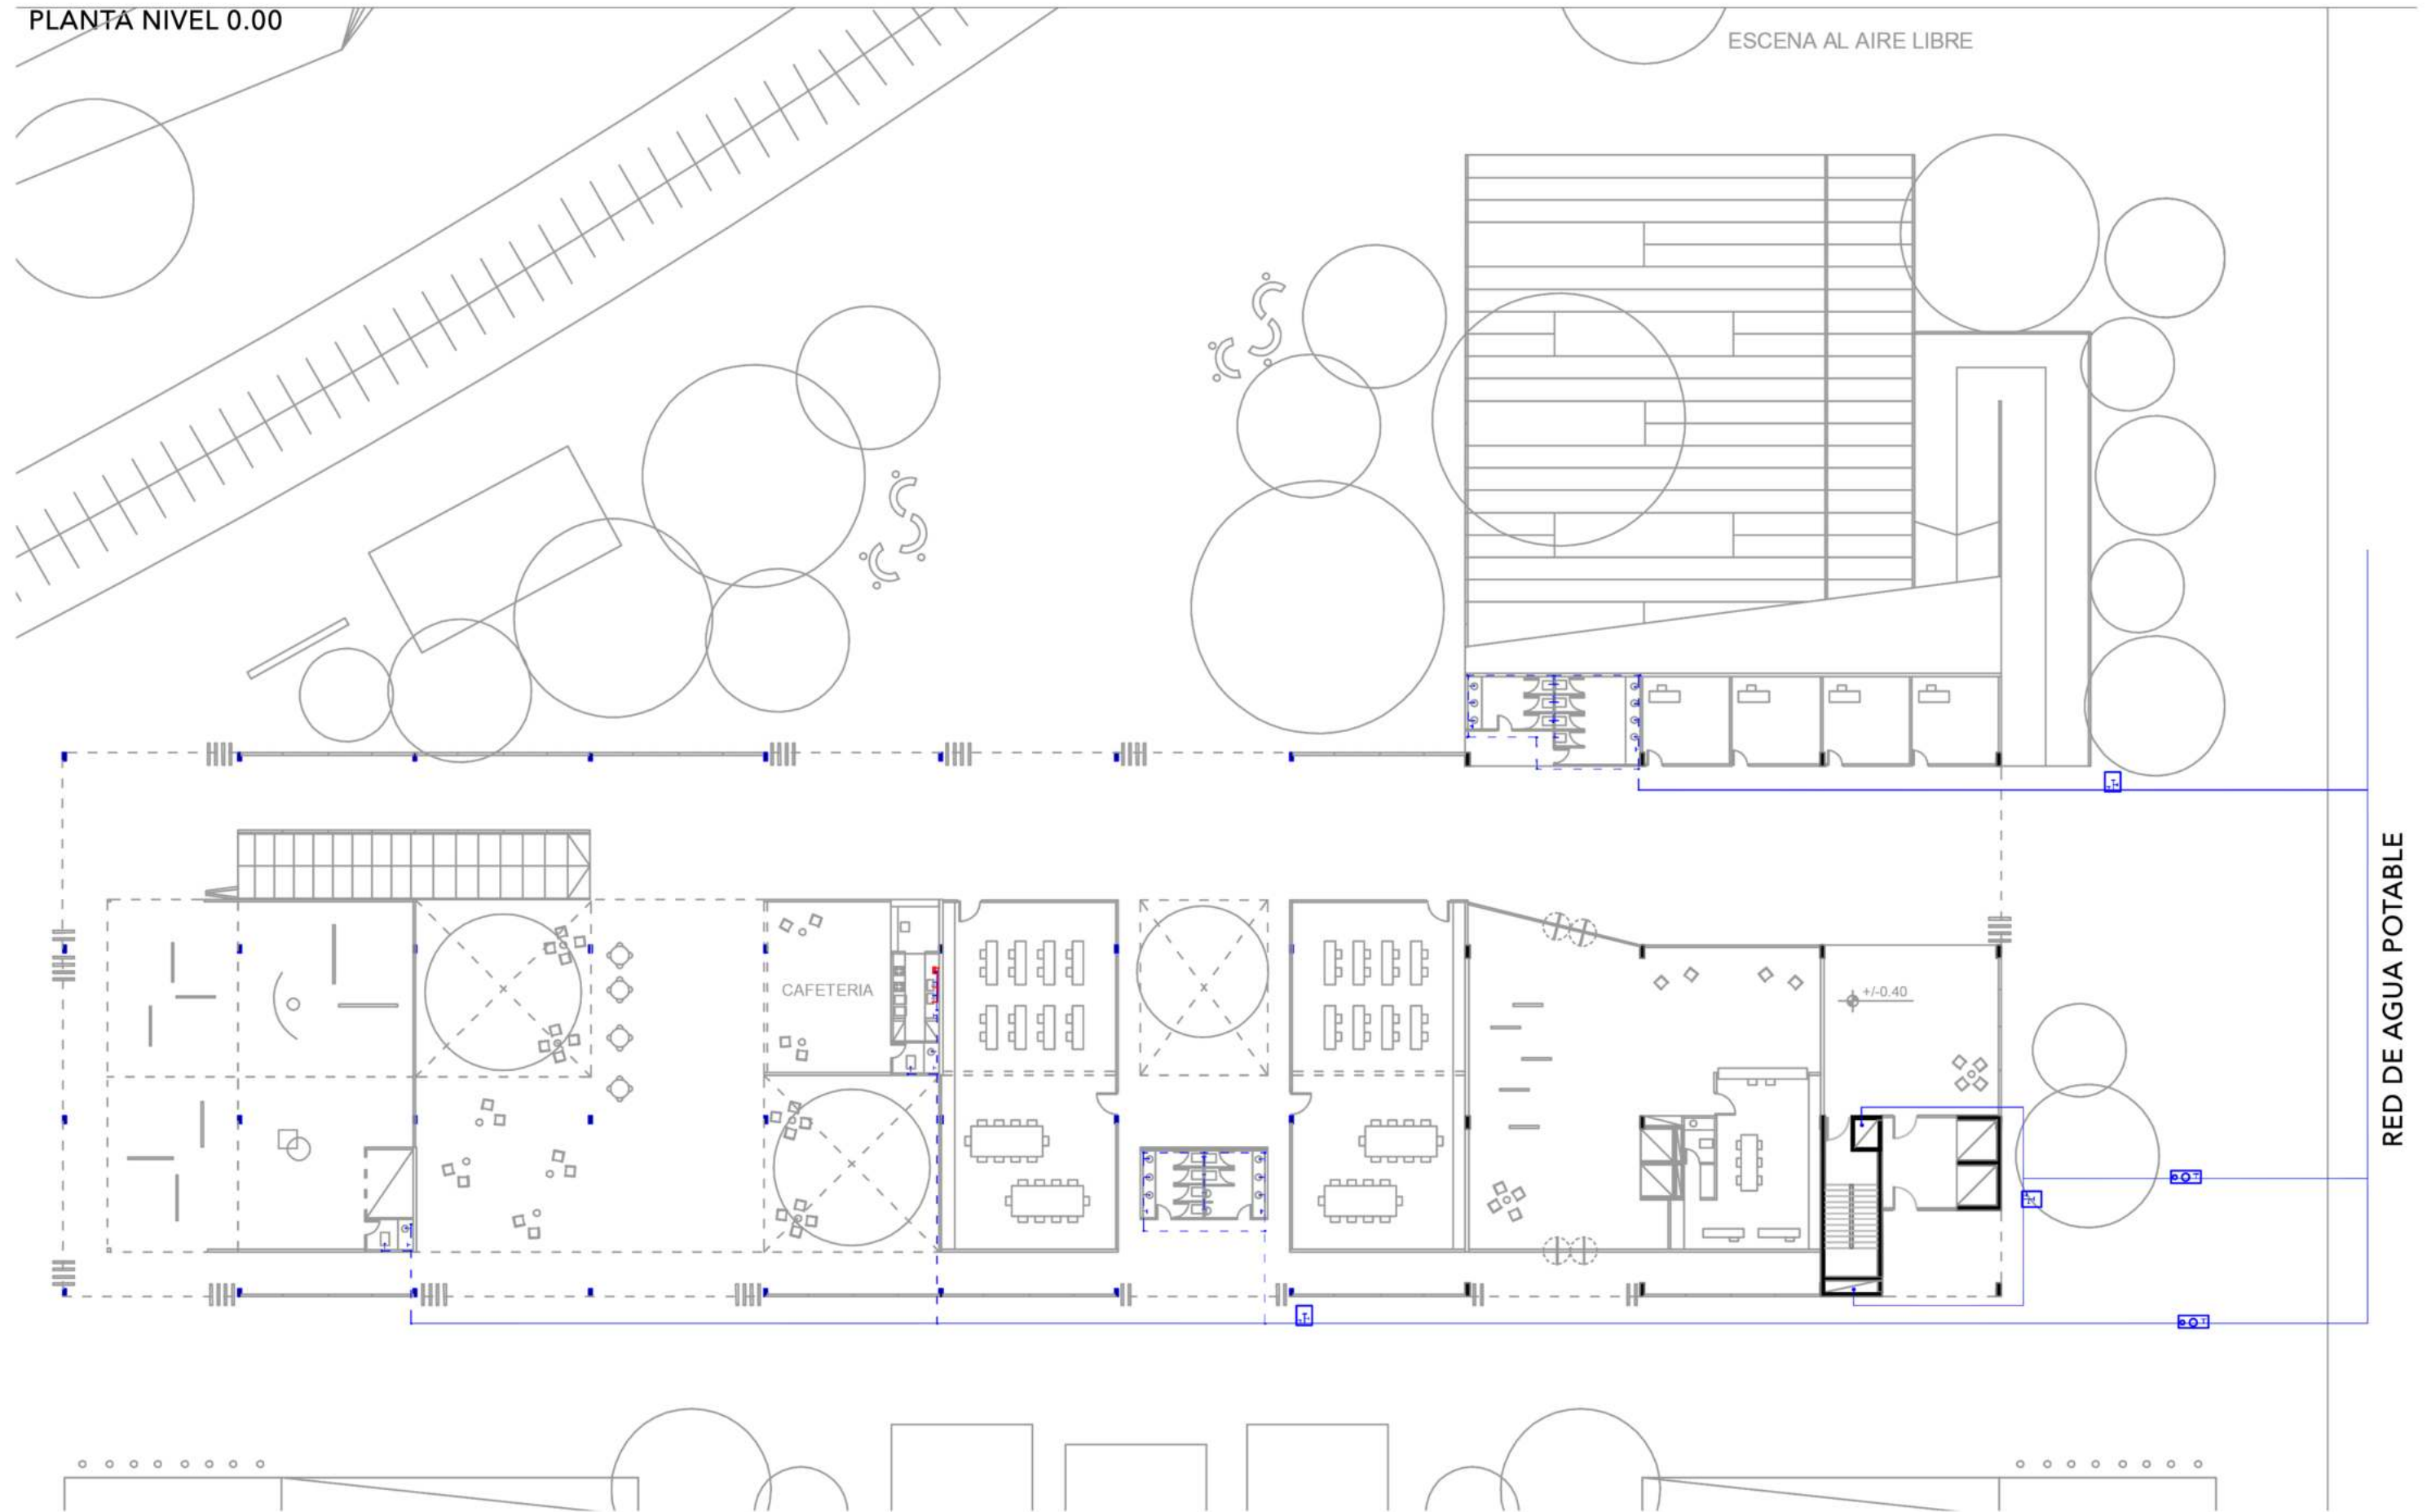 PLANTA NIVEL 0.00
ESCENA AL AIRE LIBRE
CAFETERIA
+/-0.40
RED DE AGUA POTABLE